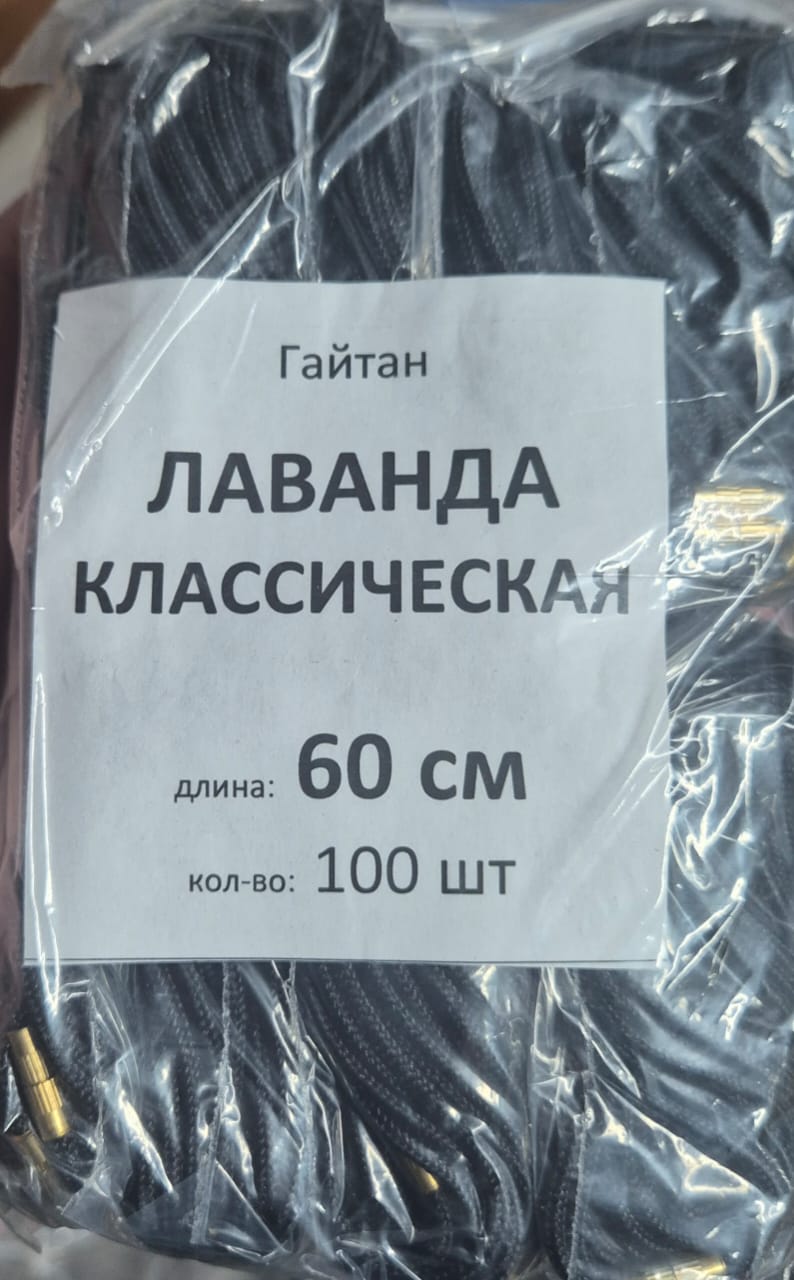 Гайтан
ЛАВАНДА
КЛАССИЧЕСКАЯ
длина: 60 см
кол-во: 100 шт